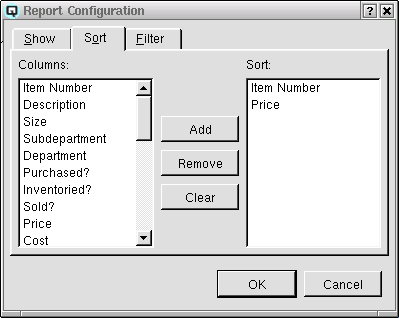 Report Configuration
Show Sort Filter
Columns: Sort:
Item Number
Description
Size
Subdepartment
Department
Purchased?
Inventoried?
Sold?
Price
Cost
Add
Remove
Clear
Item Number
Price
OK Cancel